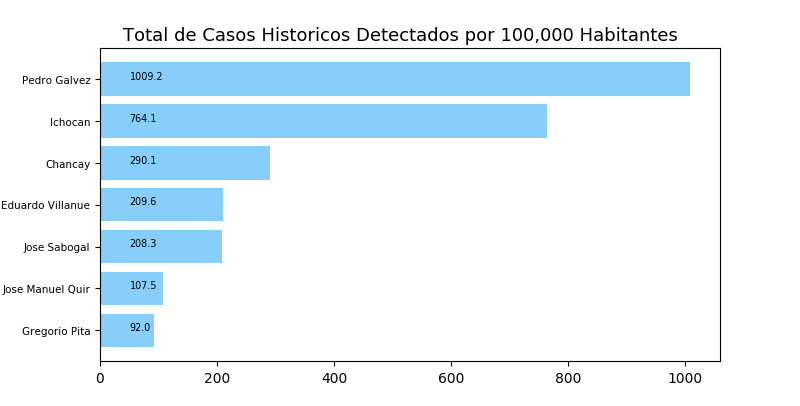 Total de Casos Historicos Detectados por 100,000 Habitantes
Pedro Galvez 1009.2
Ichocan 764.1
Chancay 290.1
Eduardo Villanue 209.6
Jose Sabogal 208.3
Jose Manuel Quir 107.5
Gregorio Pita 92.0
0 200 400 600 800 1000